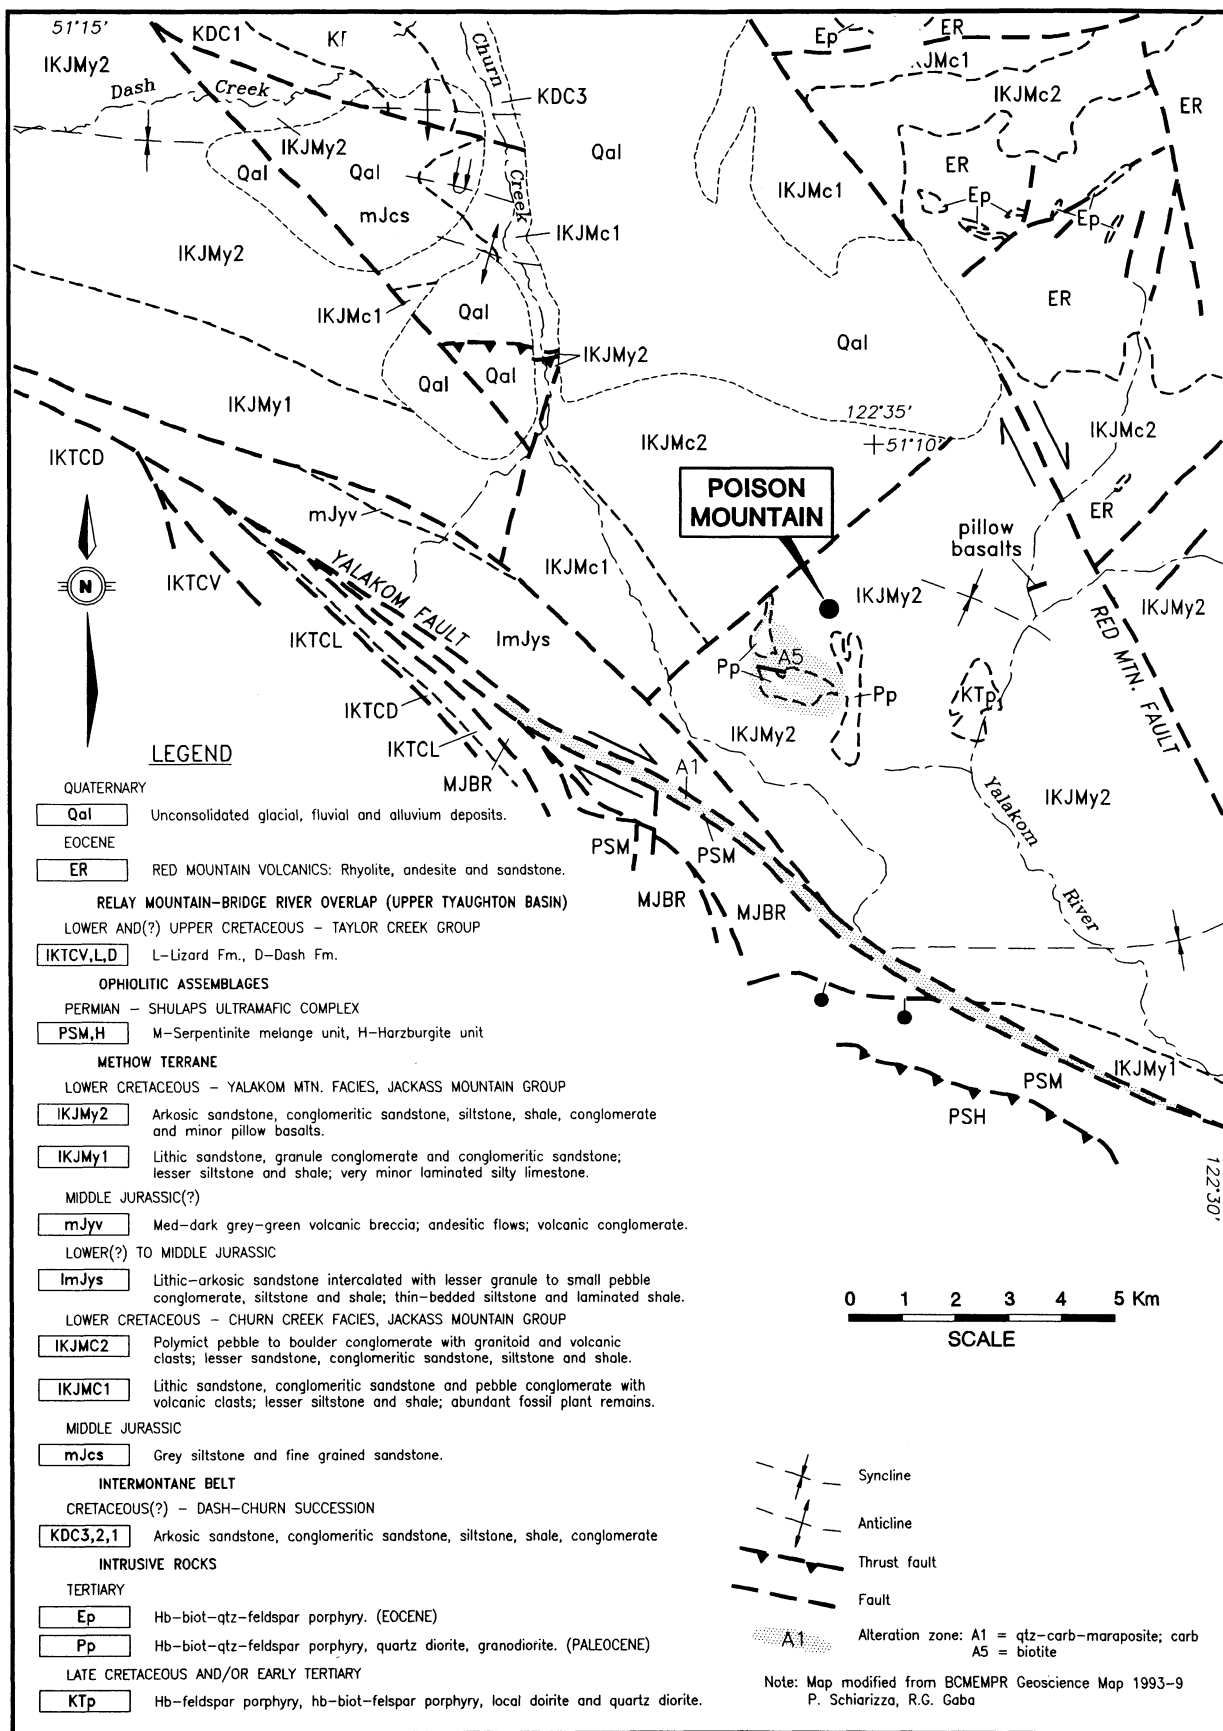 51°15'
IKJMy2
KDC1
Churn
Ep
ER
IKJMc1
Dash Creek
KDC3
IKJMc2
ER
IKJMy2
Qal
Qal
Qal
ER
mJcs
Creek
IKJMc1
Ep
Ep
IKJMy2
IKJMc1
IKJMc1
Qal
ER
IKJMy2
Qal
Qal
Qal
IKJMy1
122°35'
51°10'
IKJMc2
IKJMc2
IKTCD
POISON
MOUNTAIN
ER
mJyv
pillow
basalts
N
IKTCV
YALAKOM FAULT
IKJMc1
IKJMy2
IKJMy2
IKTCL
lmJys
RED MTN. FAULT
Pp
A5
Pp
KTp
IKTCD
IKJMy2
IKTCL
MJBR
A1
Yalakom
River
IKJMy2
PSM
PSM
MJBR
MJBR
IKJMy1
PSM
PSH
122°30'
LEGEND
QUATERNARY
Qal Unconsolidated glacial, fluvial and alluvium deposits.
EOCENE
ER RED MOUNTAIN VOLCANICS: Rhyolite, andesite and sandstone.
RELAY MOUNTAIN-BRIDGE RIVER OVERLAP (UPPER TYAUGHTON BASIN)
LOWER AND(?) UPPER CRETACEOUS - TAYLOR CREEK GROUP
IKTCV,L,D L-Lizard Fm., D-Dash Fm.
OPHIOLITIC ASSEMBLAGES
PERMIAN - SHULAPS ULTRAMAFIC COMPLEX
PSM,H M-Serpentinite melange unit, H-Harzburgite unit
METHOW TERRANE
LOWER CRETACEOUS - YALAKOM MTN. FACIES, JACKASS MOUNTAIN GROUP
IKJMy2 Arkosic sandstone, conglomeritic sandstone, siltstone, shale, conglomerate
and minor pillow basalts.
IKJMy1 Lithic sandstone, granule conglomerate and conglomeritic sandstone;
lesser siltstone and shale; very minor laminated silty limestone.
MIDDLE JURASSIC(?)
mJyv Med-dark grey-green volcanic breccia; andesitic flows; volcanic conglomerate.
LOWER(?) TO MIDDLE JURASSIC
lmJys Lithic-arkosic sandstone intercalated with lesser granule to small pebble
conglomerate, siltstone and shale; thin-bedded siltstone and laminated shale.
LOWER CRETACEOUS - CHURN CREEK FACIES, JACKASS MOUNTAIN GROUP
IKJMC2 Polymict pebble to boulder conglomerate with granitoid and volcanic
clasts; lesser sandstone, conglomeritic sandstone, siltstone and shale.
IKJMC1 Lithic sandstone, conglomeritic sandstone and pebble conglomerate with
volcanic clasts; lesser siltstone and shale; abundant fossil plant remains.
MIDDLE JURASSIC
mJcs Grey siltstone and fine grained sandstone.
INTERMONTANE BELT
CRETACEOUS(?) - DASH-CHURN SUCCESSION
KDC3,2,1 Arkosic sandstone, conglomeritic sandstone, siltstone, shale, conglomerate
INTRUSIVE ROCKS
TERTIARY
Ep Hb-biot-qtz-feldspar porphyry. (EOCENE)
Pp Hb-biot-qtz-feldspar porphyry, quartz diorite, granodiorite. (PALEOCENE)
LATE CRETACEOUS AND/OR EARLY TERTIARY
KTp Hb-feldspar porphyry, hb-biot-felspar porphyry, local doirite and quartz diorite.
0 1 2 3 4 5 Km
SCALE
Syncline
Anticline
Thrust fault
Fault
A1 Alteration zone: A1 = qtz-carb-maraposite; carb
A5 = biotite
Note: Map modified from BCMEMPR Geoscience Map 1993-9
P. Schiarizza, R.G. Gaba